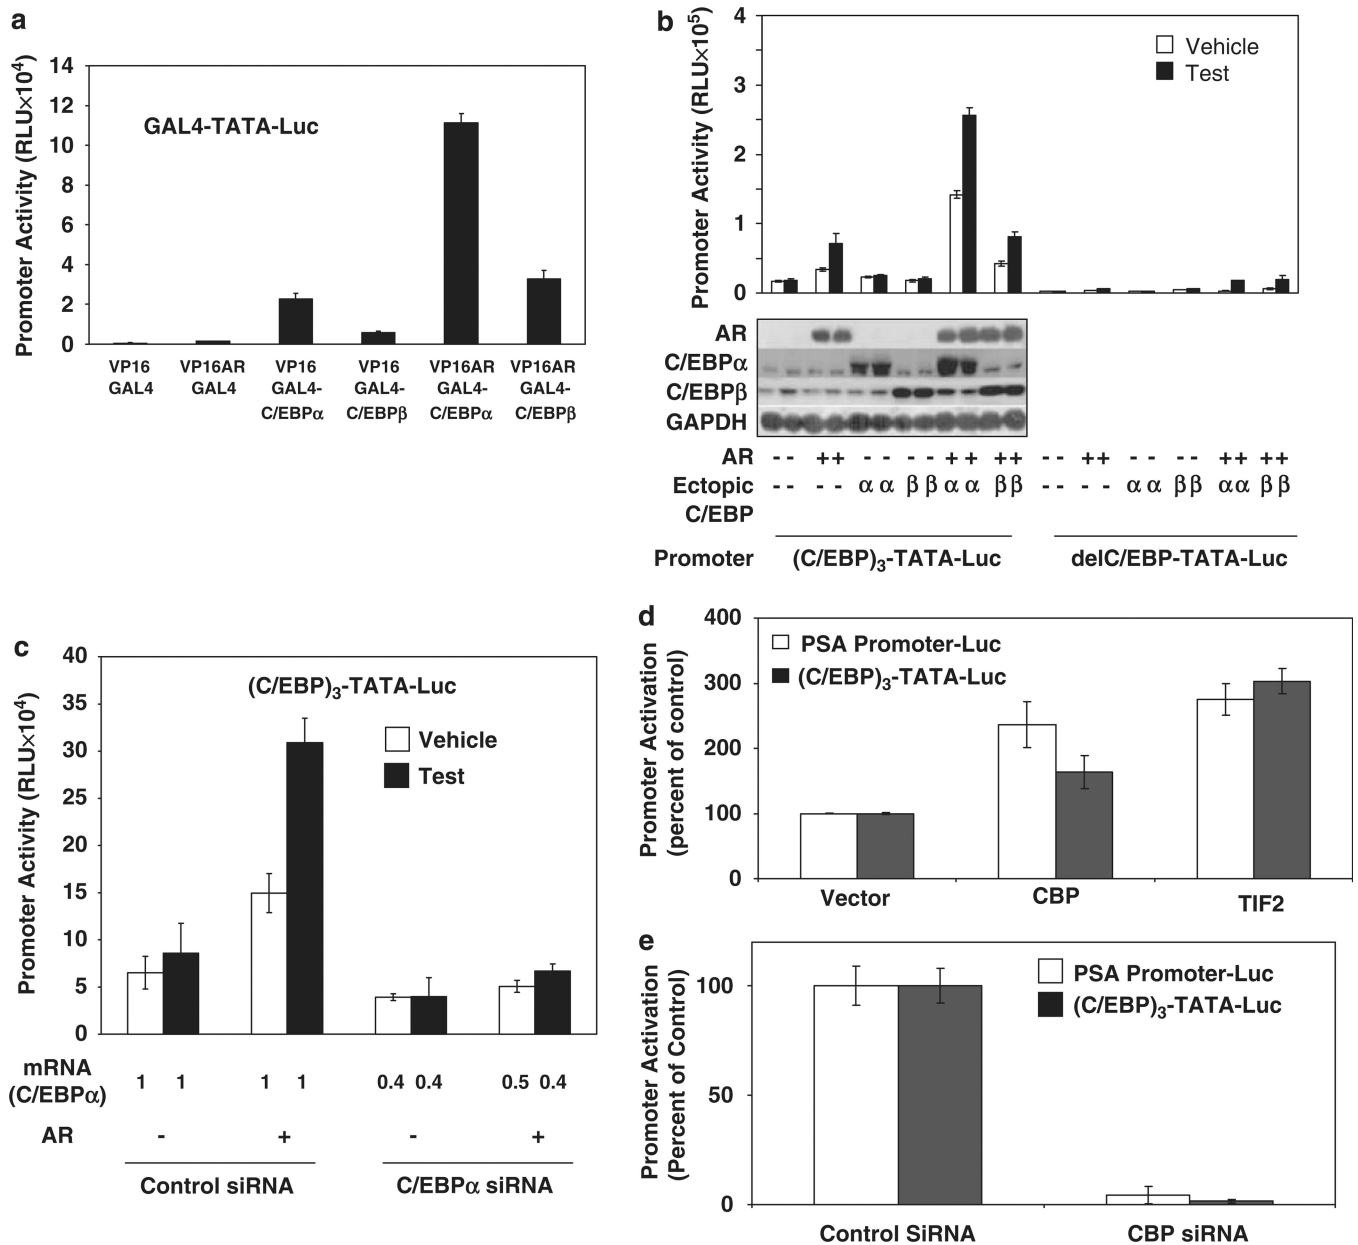 a
Promoter Activity (RLU×10⁴)
14
12
10
8
6
4
2
0
GAL4-TATA-Luc
VP16 VP16AR VP16 VP16 VP16AR VP16AR
GAL4 GAL4 GAL4- GAL4- GAL4- GAL4-
C/EBPα C/EBPβ C/EBPα C/EBPβ
b
Promoter Activity (RLU×10⁵)
4
3
2
1
0
Vehicle
Test
AR
C/EBPα
C/EBPβ
GAPDH
AR - - ++ - - - - ++ ++ - - ++ - - - - ++ ++
Ectopic - - - - αα ββ αα ββ - - - - αα ββ αα ββ
C/EBP
Promoter (C/EBP)₃-TATA-Luc delC/EBP-TATA-Luc
c
Promoter Activity (RLU×10⁴)
40
35
30
25
20
15
10
5
0
(C/EBP)₃-TATA-Luc
Vehicle
Test
mRNA
(C/EBPα) 1 1 1 1 0.4 0.4 0.5 0.4
AR - + - +
Control siRNA C/EBPα siRNA
d
Promoter Activation
(percent of control)
400
300
200
100
0
PSA Promoter-Luc
(C/EBP)₃-TATA-Luc
Vector CBP TIF2
e
Promoter Activation
(Percent of Control)
100
50
0
PSA Promoter-Luc
(C/EBP)₃-TATA-Luc
Control SiRNA CBP siRNA